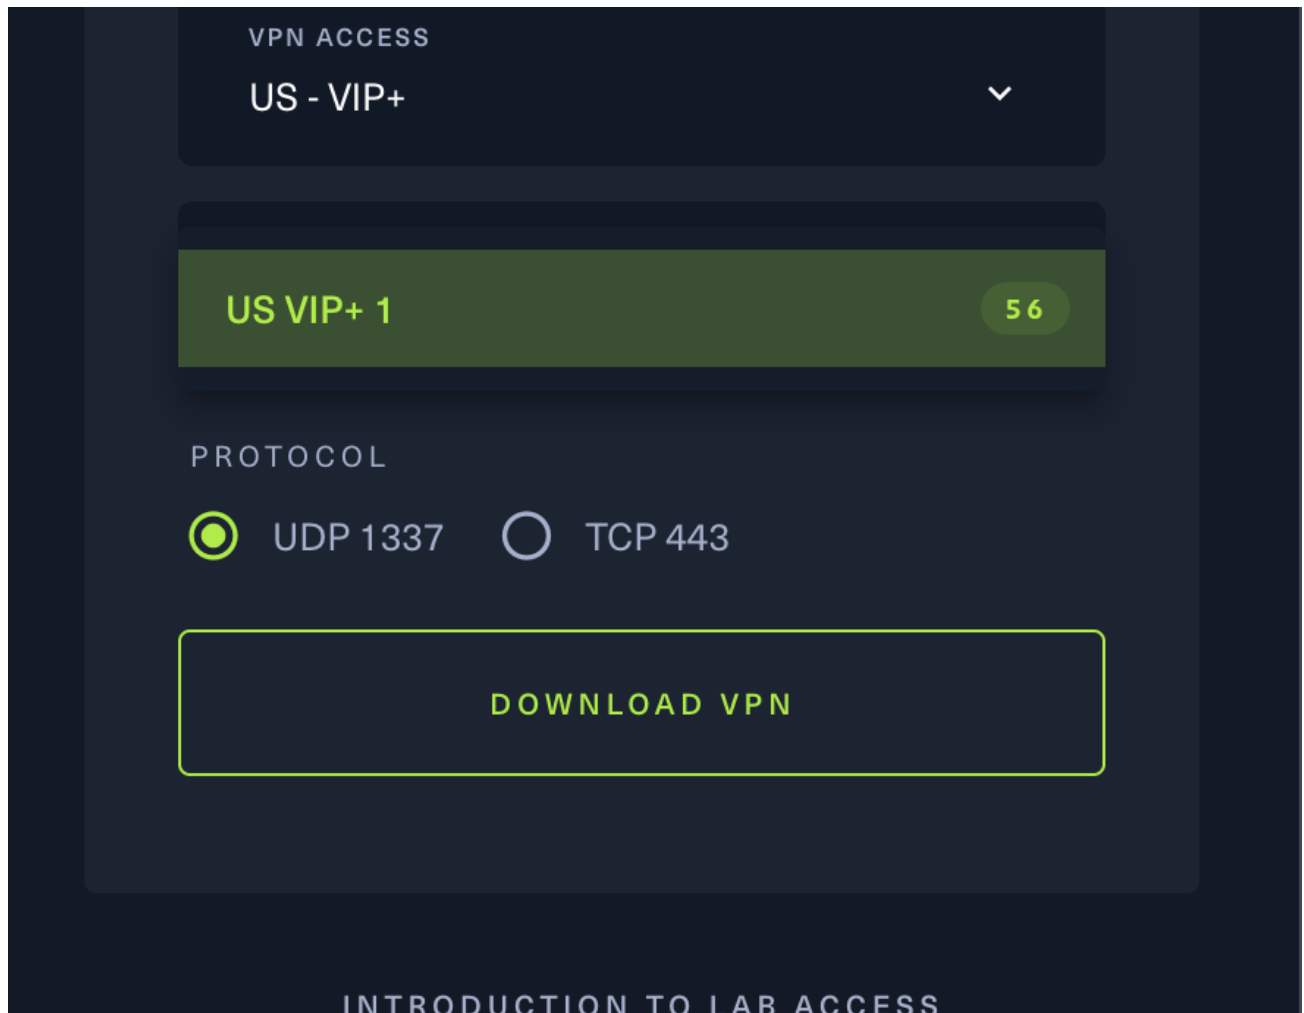 VPN ACCESS
US - VIP+
US VIP+ 1
56
PROTOCOL
UDP 1337
TCP 443
DOWNLOAD VPN
INTRODUCTION TO LAB ACCESS